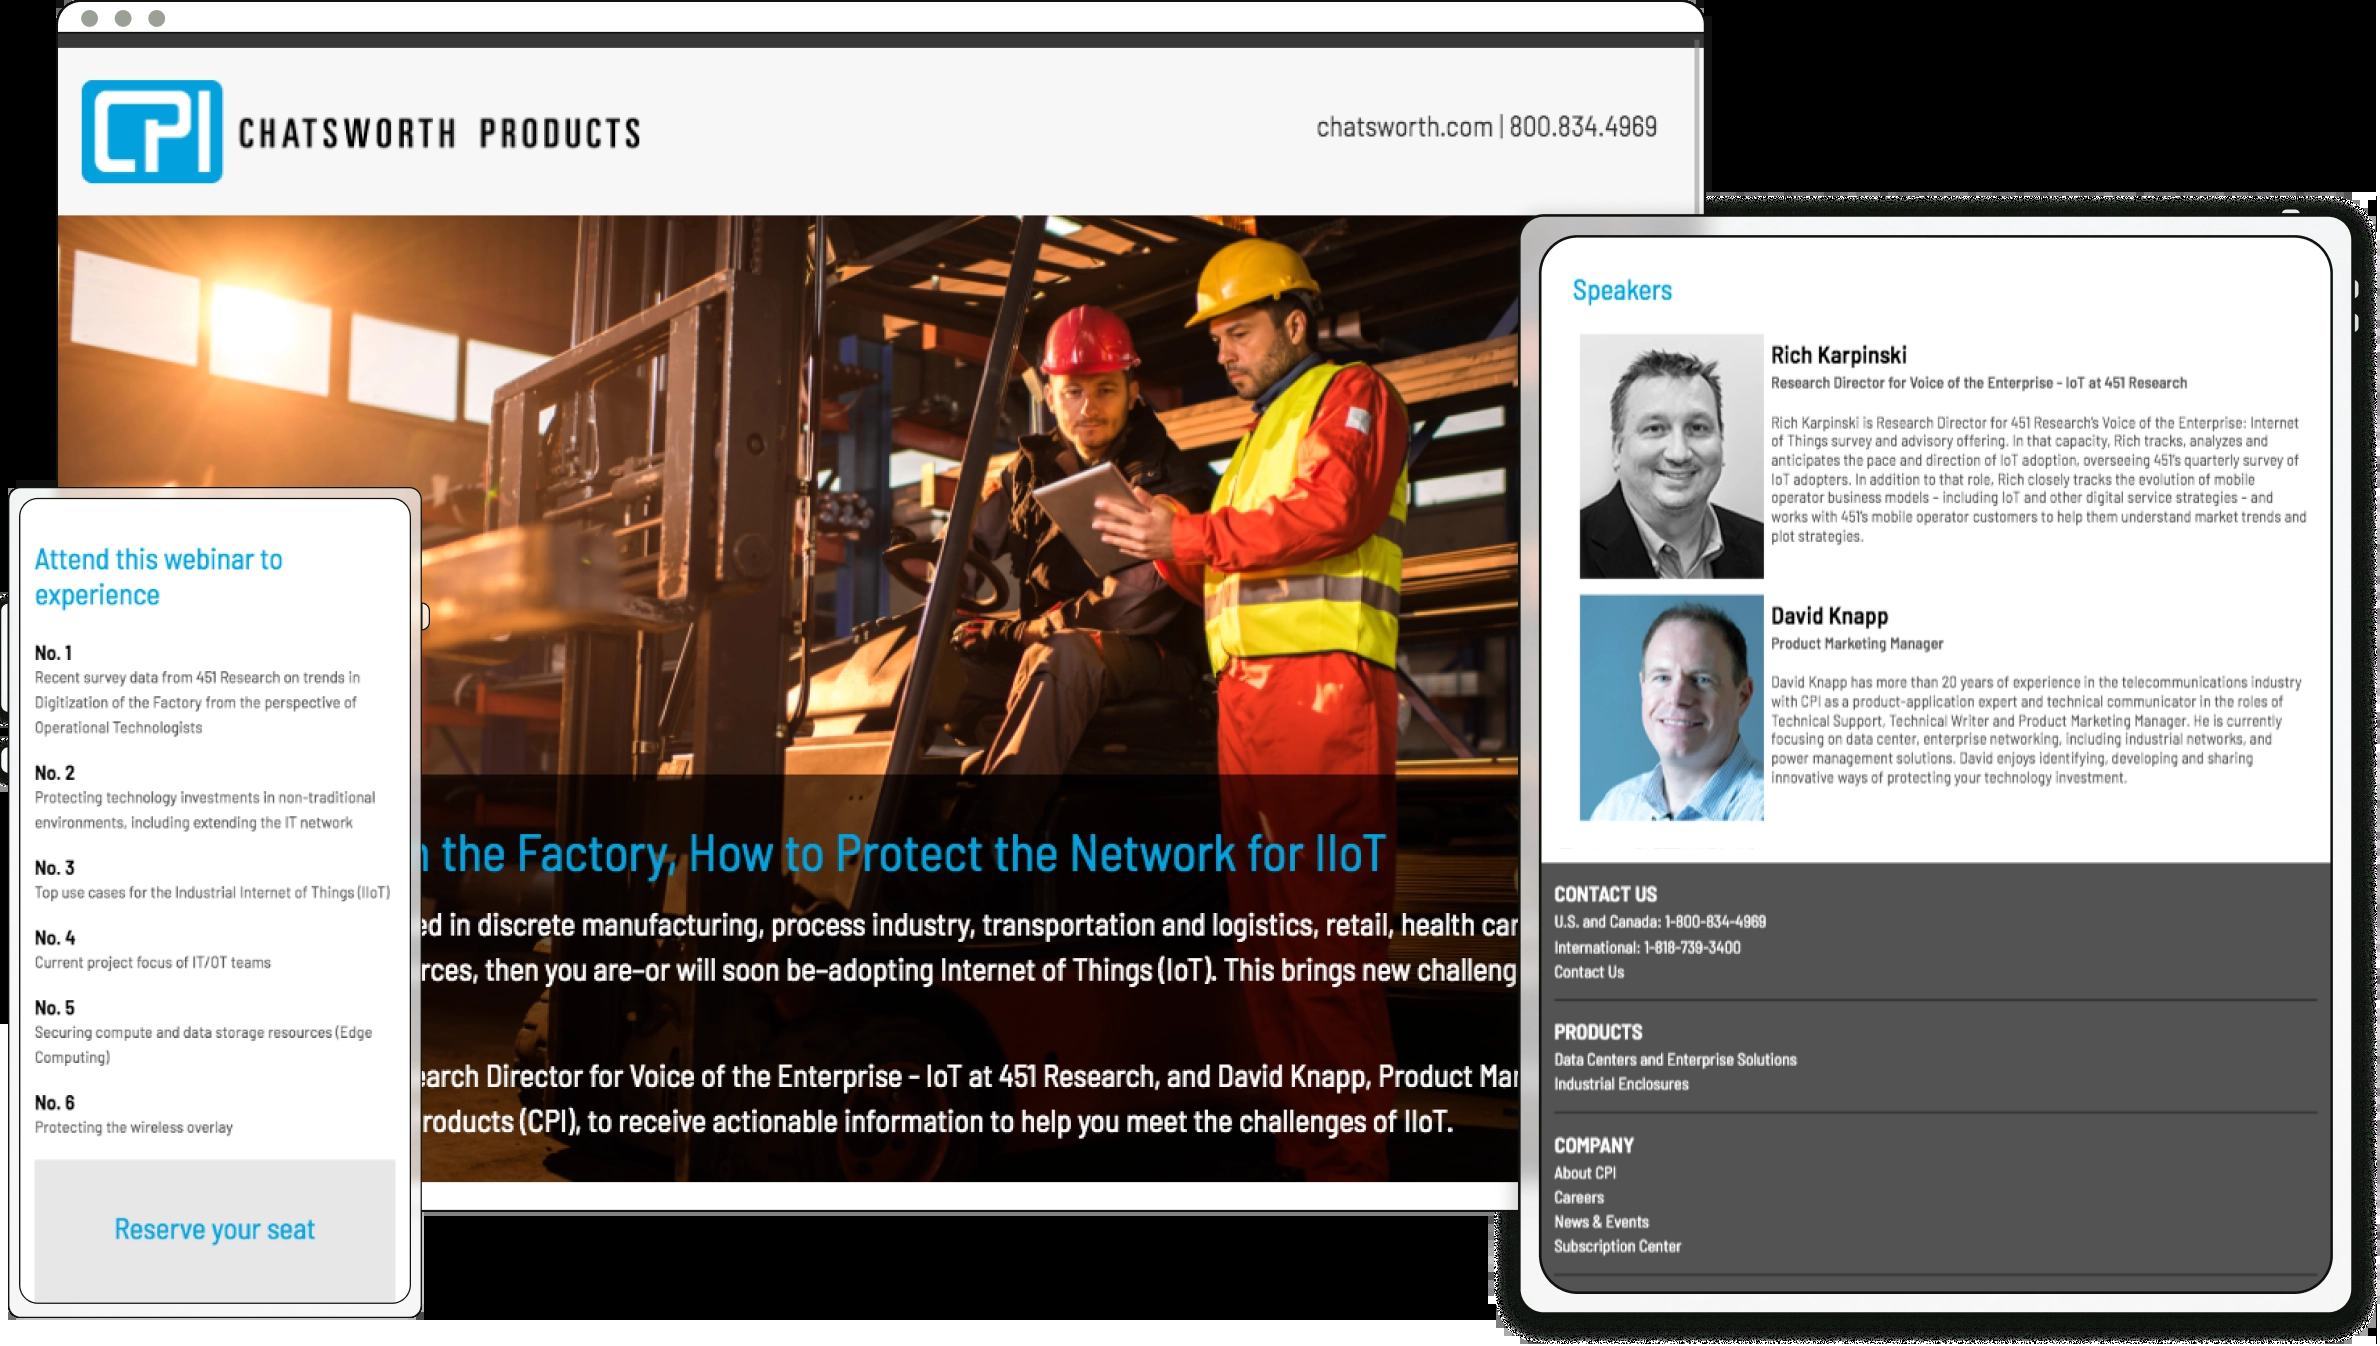 CPI CHATSWORTH PRODUCTS
chatsworth.com | 800.834.4969
the Factory, How to Protect the Network for IIoT
ed in discrete manufacturing, process industry, transportation and logistics, retail, health car
rces, then you are–or will soon be–adopting Internet of Things (IoT). This brings new challeng
earch Director for Voice of the Enterprise – IoT at 451 Research, and David Knapp, Product Mar
roducts (CPI), to receive actionable information to help you meet the challenges of IIoT.
Attend this webinar to
experience
No. 1
Recent survey data from 451 Research on trends in
Digitization of the Factory from the perspective of
Operational Technologists
No. 2
Protecting technology investments in non-traditional
environments, including extending the IT network
No. 3
Top use cases for the Industrial Internet of Things (IIoT)
No. 4
Current project focus of IT/OT teams
No. 5
Securing compute and data storage resources (Edge
Computing)
No. 6
Protecting the wireless overlay
Reserve your seat
Speakers
Rich Karpinski
Research Director for Voice of the Enterprise – IoT at 451 Research
Rich Karpinski is Research Director for 451 Research's Voice of the Enterprise: Internet
of Things survey and advisory offering. In that capacity, Rich tracks, analyzes and
anticipates the pace and direction of IoT adoption, overseeing 451's quarterly survey of
IoT adopters. In addition to that role, Rich closely tracks the evolution of mobile
operator business models – including IoT and other digital service strategies – and
works with 451's mobile operator customers to help them understand market trends and
plot strategies.
David Knapp
Product Marketing Manager
David Knapp has more than 20 years of experience in the telecommunications industry
with CPI as a product-application expert and technical communicator in the roles of
Technical Support, Technical Writer and Product Marketing Manager. He is currently
focusing on data center, enterprise networking, including industrial networks, and
power management solutions. David enjoys identifying, developing and sharing
innovative ways of protecting your technology investment.
CONTACT US
U.S. and Canada: 1-800-834-4969
International: 1-818-739-3400
Contact Us
PRODUCTS
Data Centers and Enterprise Solutions
Industrial Enclosures
COMPANY
About CPI
Careers
News & Events
Subscription Center